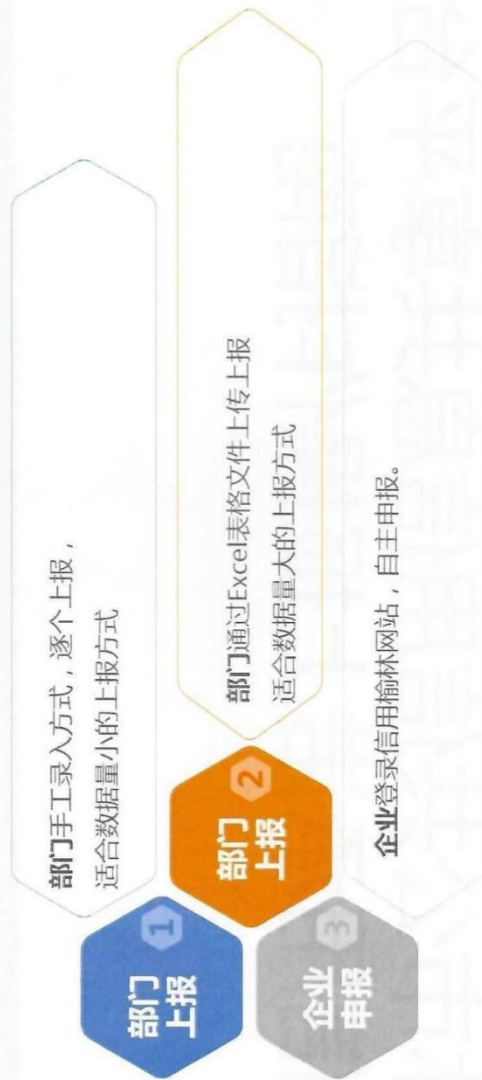 部门
上报
1
部门手工录入方式，逐个上报，
适合数据量小的上报方式
部门
上报
2
部门通过Excel表格文件上传上报
适合数据量大的上报方式
企业
申报
3
企业登录信用榆林网站，自主申报。